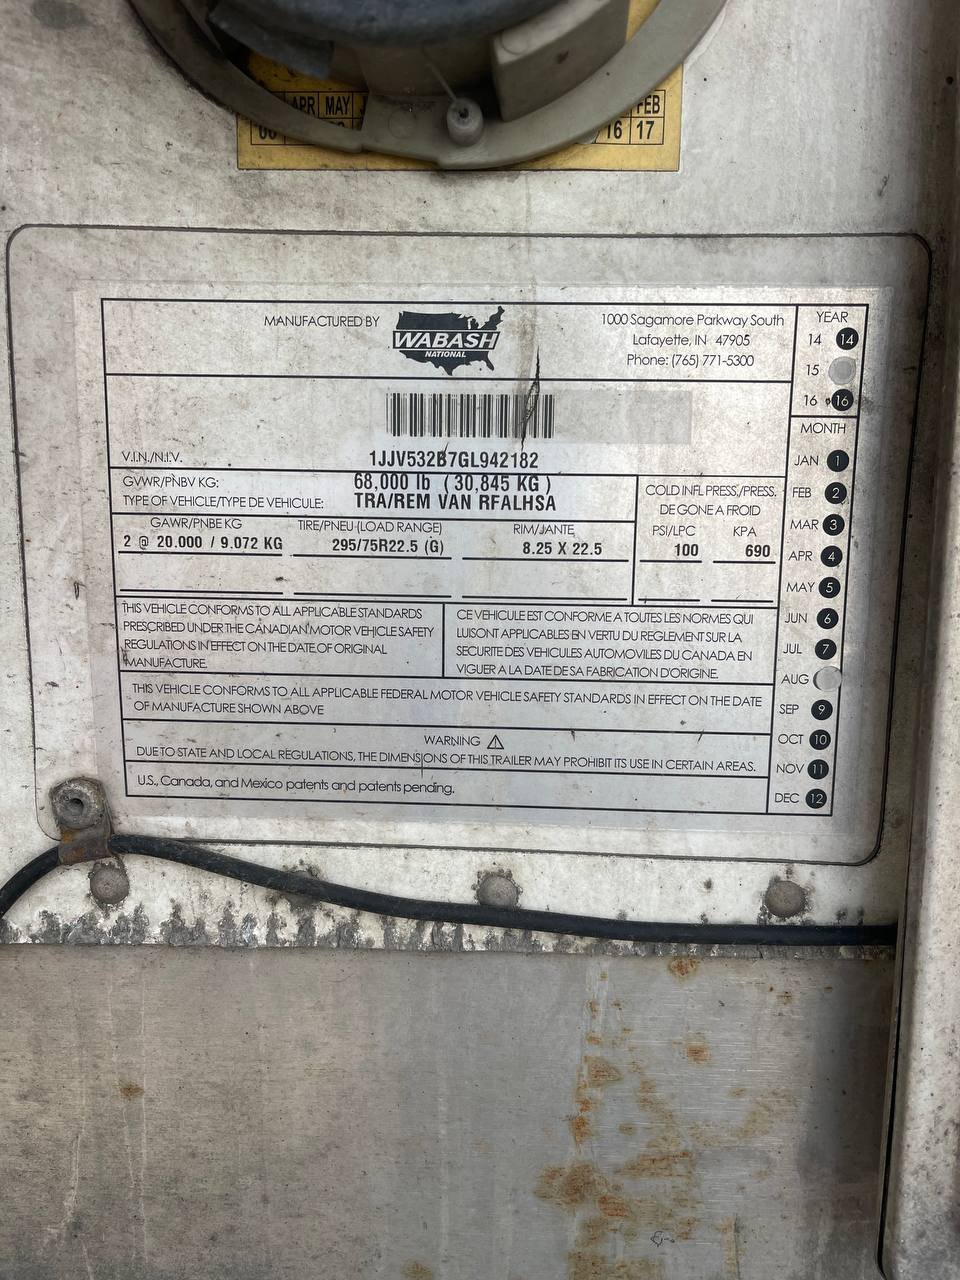 APR MAY
FEB
16 17
MANUFACTURED BY
WABASH
NATIONAL
1000 Sagamore Parkway South
Lafayette, IN 47905
Phone: (765) 771-5300
YEAR
14 14
15
16 16
V.I.N./N.I.V.
1JJV532B7GL942182
GVWR/PNBV KG: 68,000 lb ( 30,845 KG )
TYPE OF VEHICLE/TYPE DE VEHICULE: TRA/REM VAN RFALHSA
COLD INFL PRESS./PRESS.
DE GONE A FROID
GAWR/PNBE KG TIRE/PNEU (LOAD RANGE) RIM/JANTE PSI/LPC KPA
2 @ 20.000 / 9.072 KG 295/75R22.5 (G) 8.25 X 22.5 100 690
MONTH
JAN 1
FEB 2
MAR 3
APR 4
MAY 5
JUN 6
JUL 7
AUG
SEP 9
OCT 10
NOV 11
DEC 12
THIS VEHICLE CONFORMS TO ALL APPLICABLE STANDARDS
PRESCRIBED UNDER THE CANADIAN MOTOR VEHICLE SAFETY
REGULATIONS IN EFFECT ON THE DATE OF ORIGINAL
MANUFACTURE.
CE VEHICULE EST CONFORME A TOUTES LES NORMES QUI
LUISONT APPLICABLES EN VERTU DU REGLEMENT SUR LA
SECURITE DES VEHICULES AUTOMOVILES DU CANADA EN
VIGUER A LA DATE DE SA FABRICATION D'ORIGINE.
THIS VEHICLE CONFORMS TO ALL APPLICABLE FEDERAL MOTOR VEHICLE SAFETY STANDARDS IN EFFECT ON THE DATE
OF MANUFACTURE SHOWN ABOVE
WARNING
DUE TO STATE AND LOCAL REGULATIONS, THE DIMENSIONS OF THIS TRAILER MAY PROHIBIT ITS USE IN CERTAIN AREAS.
U.S., Canada, and Mexico patents and patents pending.